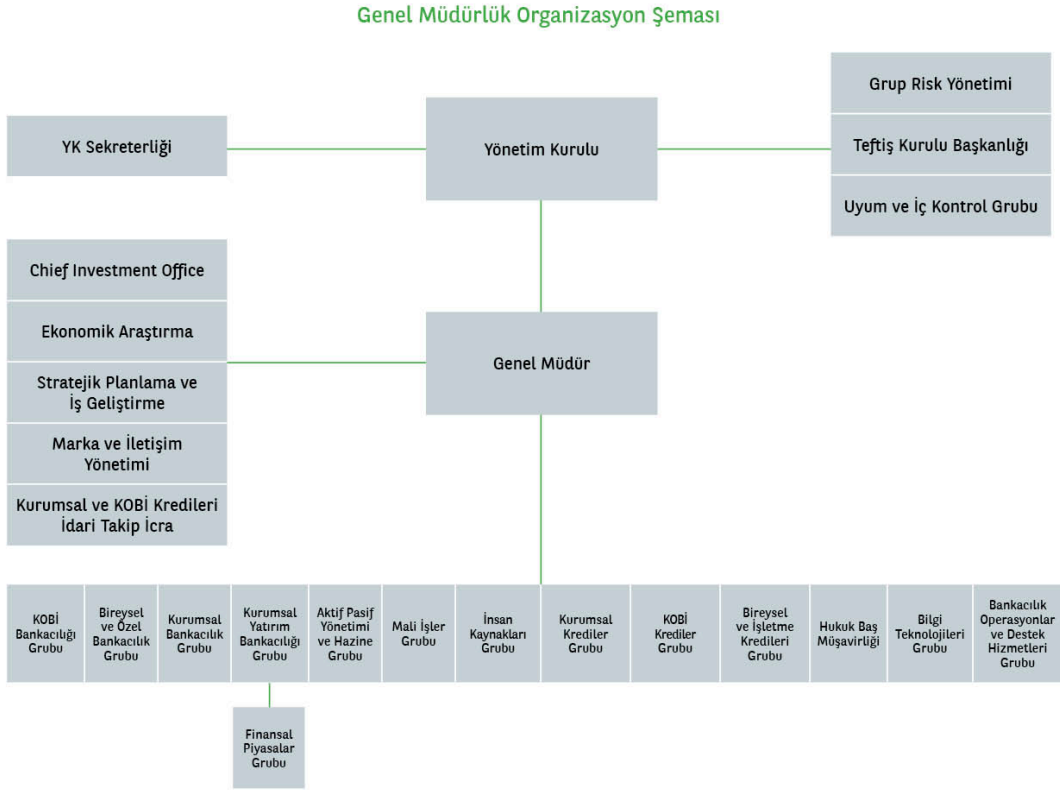 Genel Müdürlük Organizasyon Şeması
Grup Risk Yönetimi
YK Sekreterliği
Yönetim Kurulu
Teftiş Kurulu Başkanlığı
Uyum ve İç Kontrol Grubu
Chief Investment Office
Ekonomik Araştırma
Stratejik Planlama ve
İş Geliştirme
Marka ve İletişim
Yönetimi
Kurumsal ve KOBİ Kredileri
İdari Takip İcra
Genel Müdür
KOBİ
Bankacılığı
Grubu
Bireysel
ve Özel
Bankacılık
Grubu
Kurumsal
Bankacılık
Grubu
Kurumsal
Yatırım
Bankacılığı
Grubu
Aktif Pasif
Yönetimi
ve Hazine
Grubu
Mali İşler
Grubu
İnsan
Kaynakları
Grubu
Kurumsal
Krediler
Grubu
KOBİ
Krediler
Grubu
Bireysel
ve İşletme
Kredileri
Grubu
Hukuk Baş
Müşavirliği
Bilgi
Teknolojileri
Grubu
Bankacılık
Operasyonlar
ve Destek
Hizmetleri
Grubu
Finansal
Piyasalar
Grubu